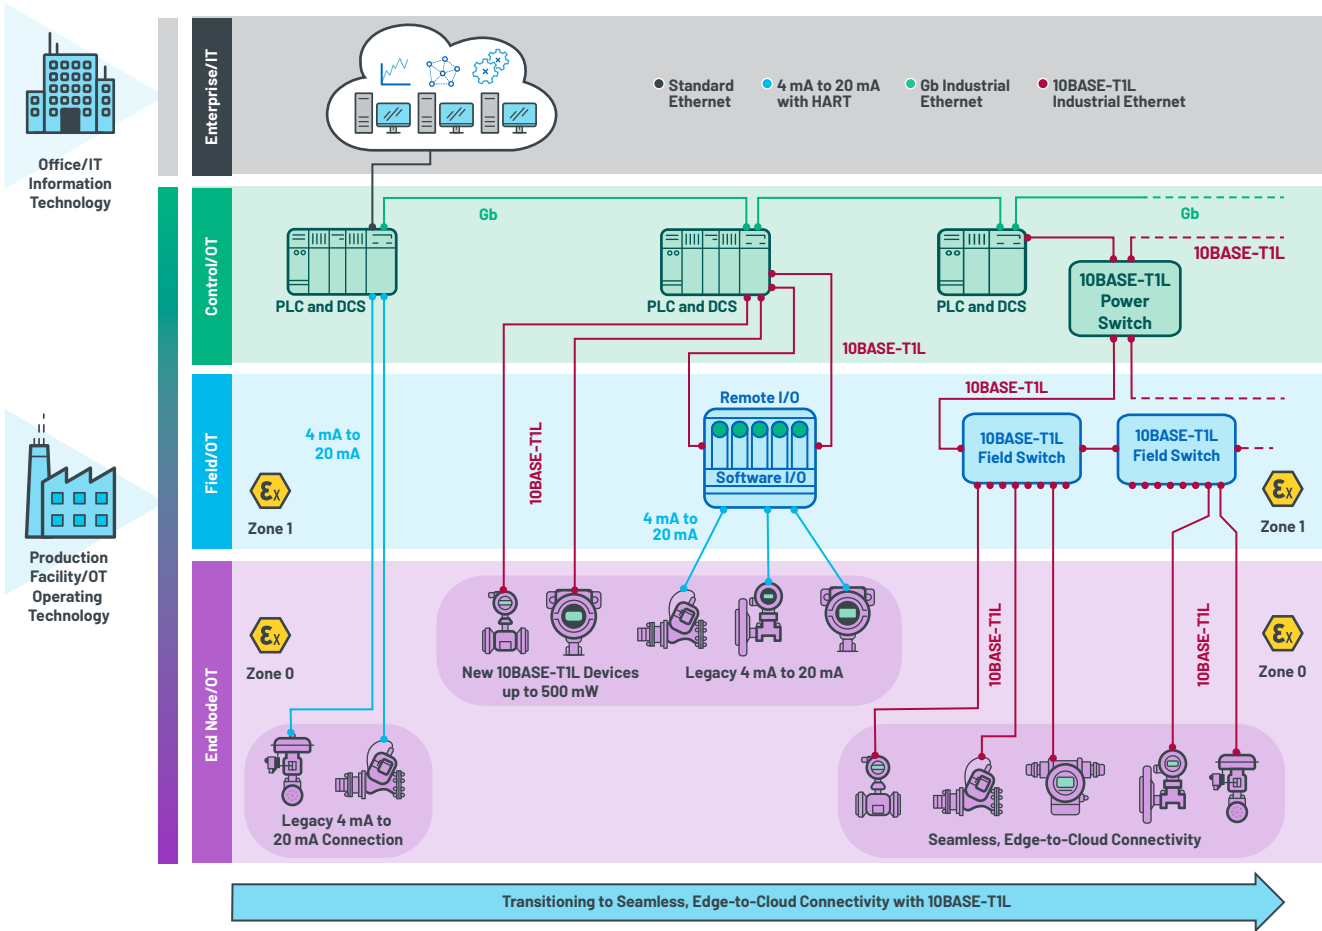 Office/IT
Information
Technology
Production
Facility/OT
Operating
Technology
Enterprise/IT
Standard
Ethernet
4 mA to 20 mA
with HART
Gb Industrial
Ethernet
10BASE-T1L
Industrial Ethernet
Control/OT
Gb
Gb
10BASE-T1L
PLC and DCS
PLC and DCS
PLC and DCS
10BASE-T1L
Power
Switch
10BASE-T1L
Field/OT
4 mA to
20 mA
10BASE-T1L
Remote I/O
Software I/O
4 mA to
20 mA
10BASE-T1L
10BASE-T1L
Field Switch
10BASE-T1L
Field Switch
εx
Zone 1
εx
Zone 1
End Node/OT
εx
Zone 0
New 10BASE-T1L Devices
up to 500 mW
Legacy 4 mA to 20 mA
10BASE-T1L
10BASE-T1L
εx
Zone 0
Legacy 4 mA to
20 mA Connection
Seamless, Edge-to-Cloud Connectivity
Transitioning to Seamless, Edge-to-Cloud Connectivity with 10BASE-T1L